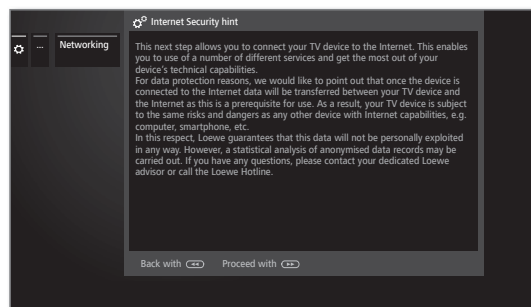 Internet Security hint
... Networking
This next step allows you to connect your TV device to the Internet. This enables
you to use of a number of different services and get the most out of your
device's technical capabilities.
For data protection reasons, we would like to point out that once the device is
connected to the Internet data will be transferred between your TV device and
the Internet as this is a prerequisite for use. As a result, your TV device is subject
to the same risks and dangers as any other device with Internet capabilities, e.g.
computer, smartphone, etc.
In this respect, Loewe guarantees that this data will not be personally exploited
in any way. However, a statistical analysis of anonymised data records may be
carried out. If you have any questions, please contact your dedicated Loewe
advisor or call the Loewe Hotline.
Back with Proceed with